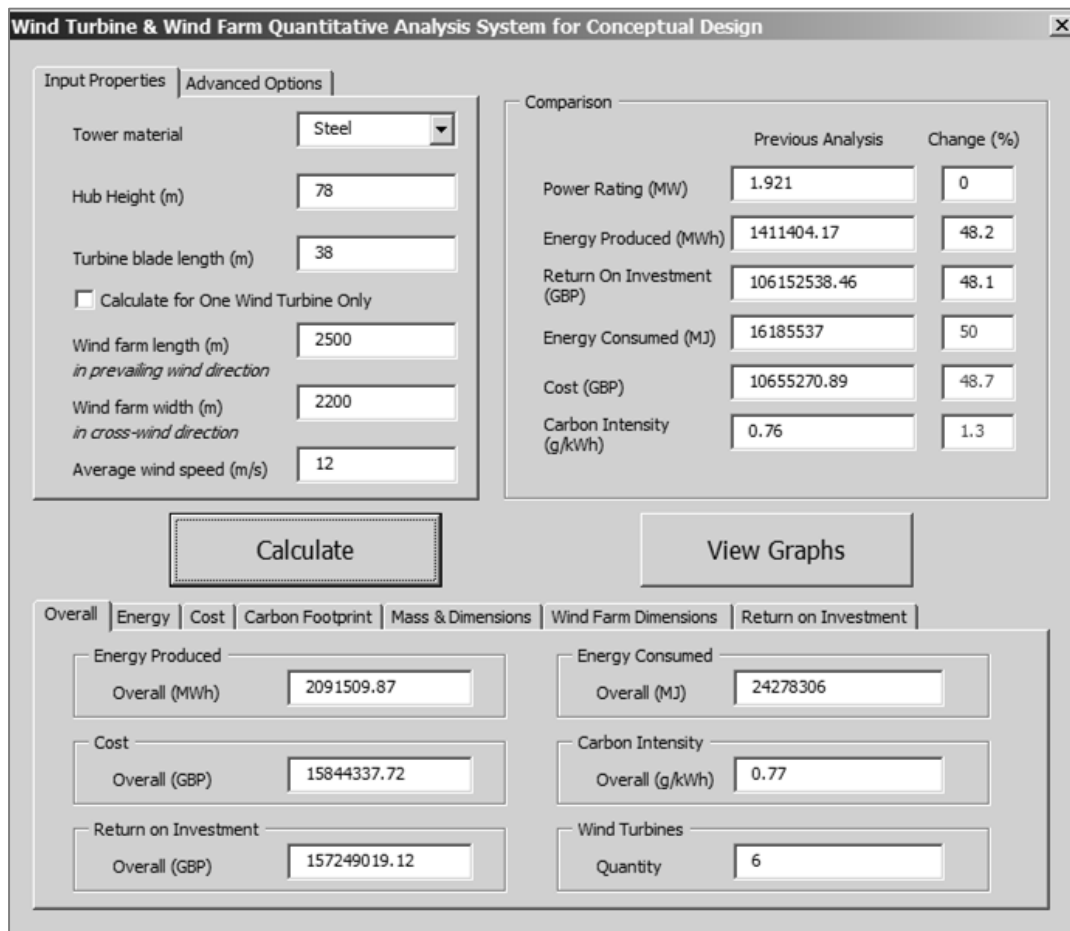 Wind Turbine & Wind Farm Quantitative Analysis System for Conceptual Design
Input Properties
Advanced Options
Tower material
Steel
Hub Height (m)
78
Turbine blade length (m)
38
Calculate for One Wind Turbine Only
Wind farm length (m)
in prevailing wind direction
2500
Wind farm width (m)
in cross-wind direction
2200
Average wind speed (m/s)
12
Comparison
Previous Analysis
Change (%)
Power Rating (MW)
1.921
0
Energy Produced (MWh)
1411404.17
48.2
Return On Investment
(GBP)
106152538.46
48.1
Energy Consumed (MJ)
16185537
50
Cost (GBP)
10655270.89
48.7
Carbon Intensity
(g/kWh)
0.76
1.3
Calculate
View Graphs
Overall
Energy
Cost
Carbon Footprint
Mass & Dimensions
Wind Farm Dimensions
Return on Investment
Energy Produced
Overall (MWh)
2091509.87
Energy Consumed
Overall (MJ)
24278306
Cost
Overall (GBP)
15844337.72
Carbon Intensity
Overall (g/kWh)
0.77
Return on Investment
Overall (GBP)
157249019.12
Wind Turbines
Quantity
6